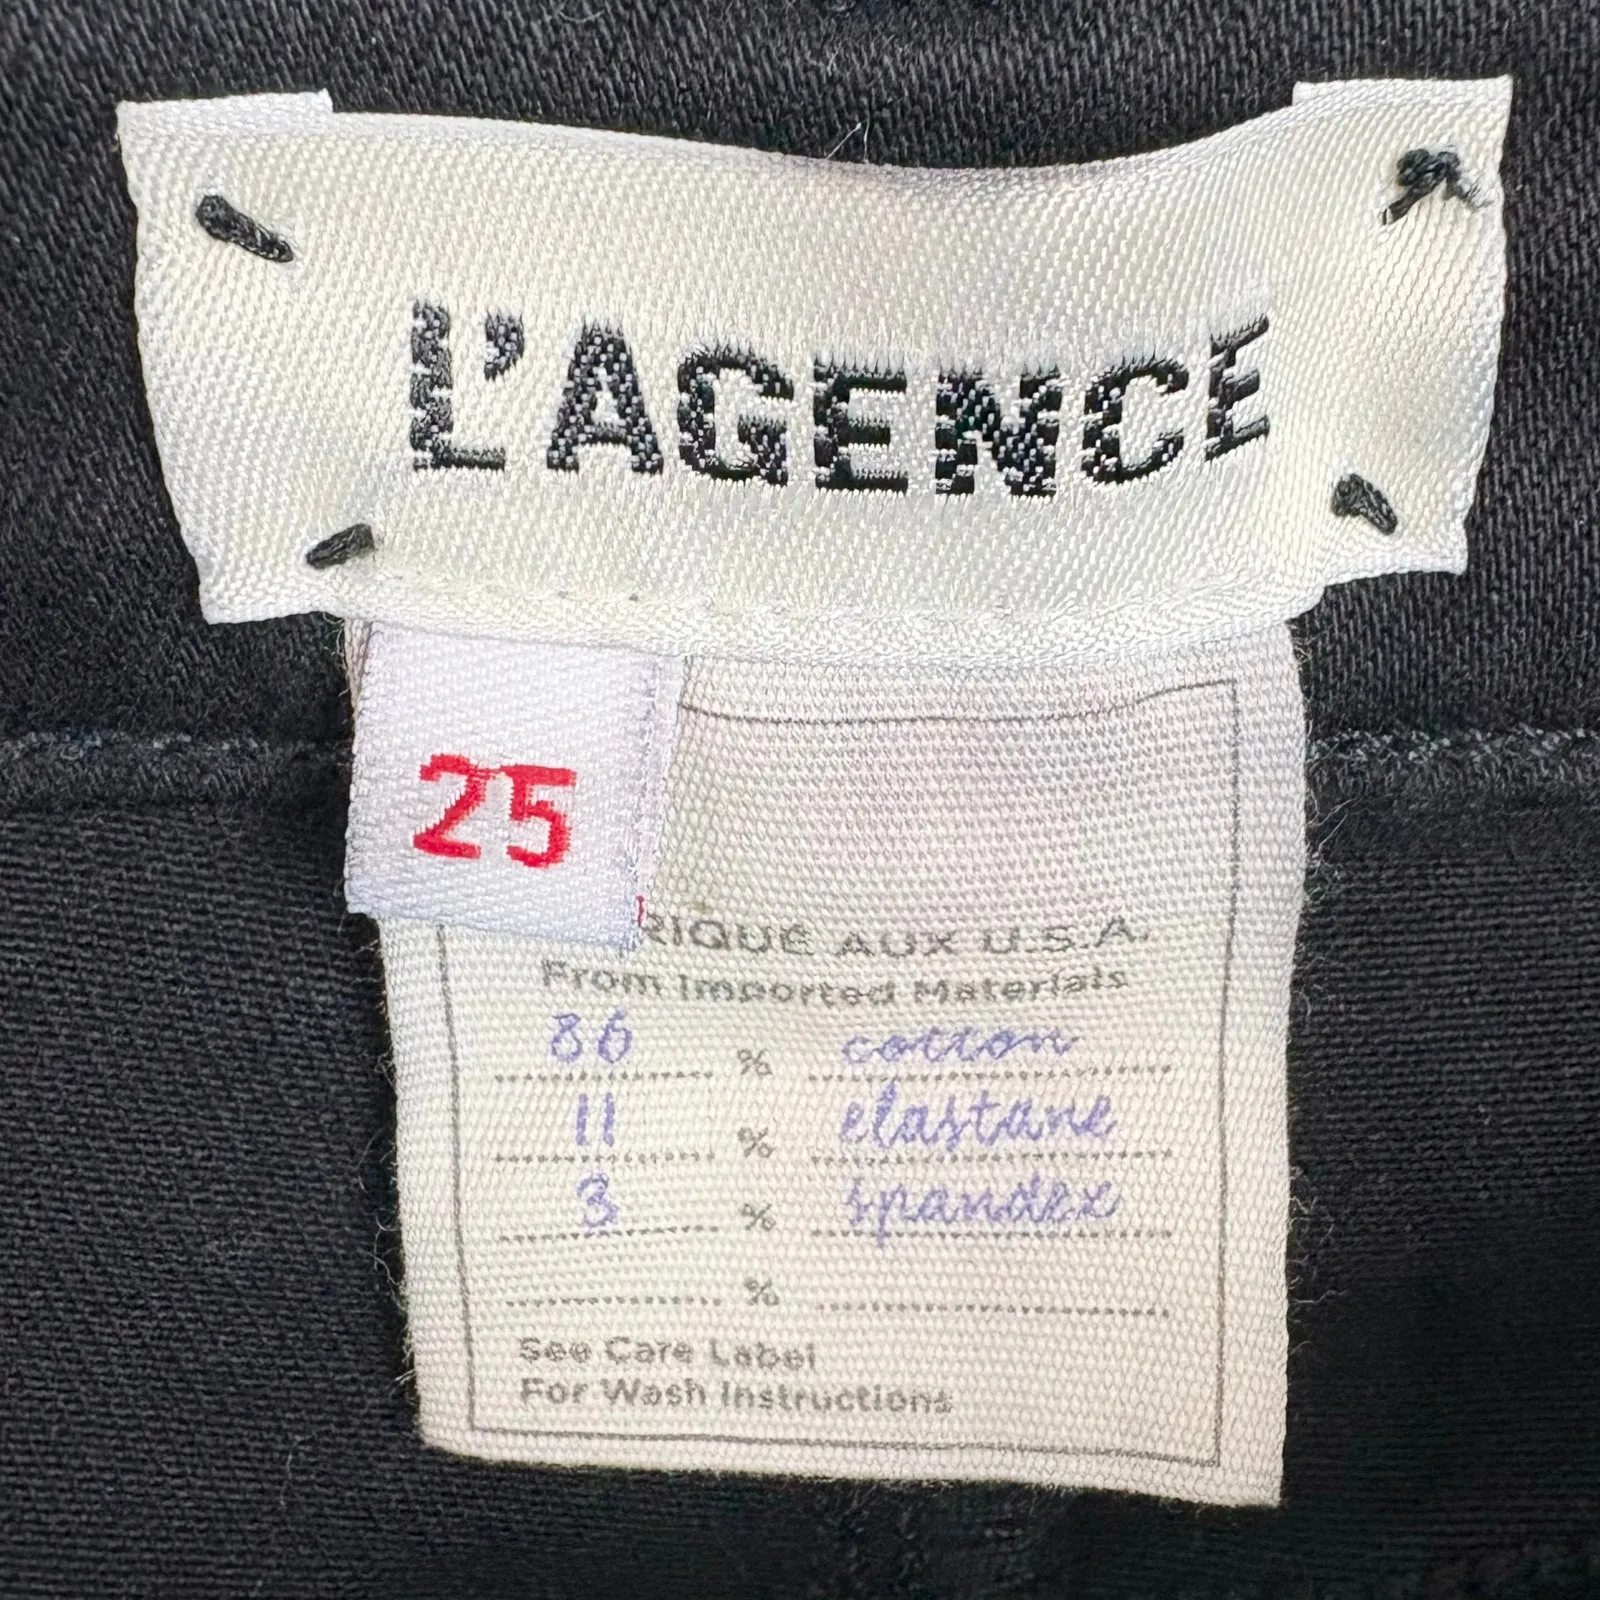 L'AGENCE
25
RIQUE AUX U.S.A.
From Imported Materials
86 % cotton
11 % elastane
3 % spandex
%
See Care Label
For Wash Instructions